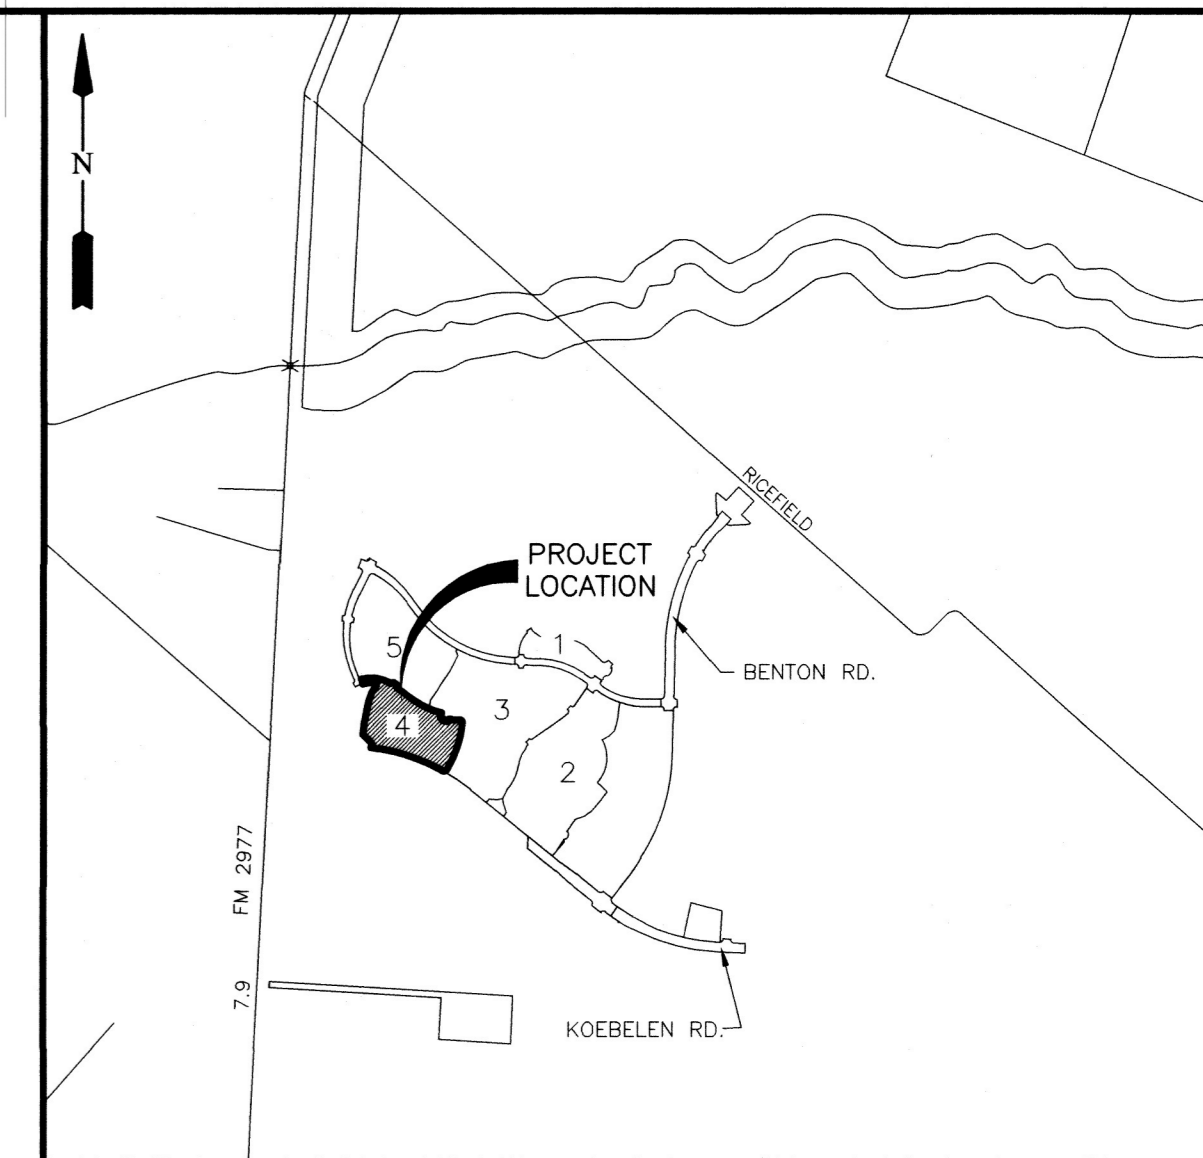 N
RICEFIELD
PROJECT
LOCATION
1
5
BENTON RD.
3
4
2
FM 2977
7.9
KOEBELEN RD.